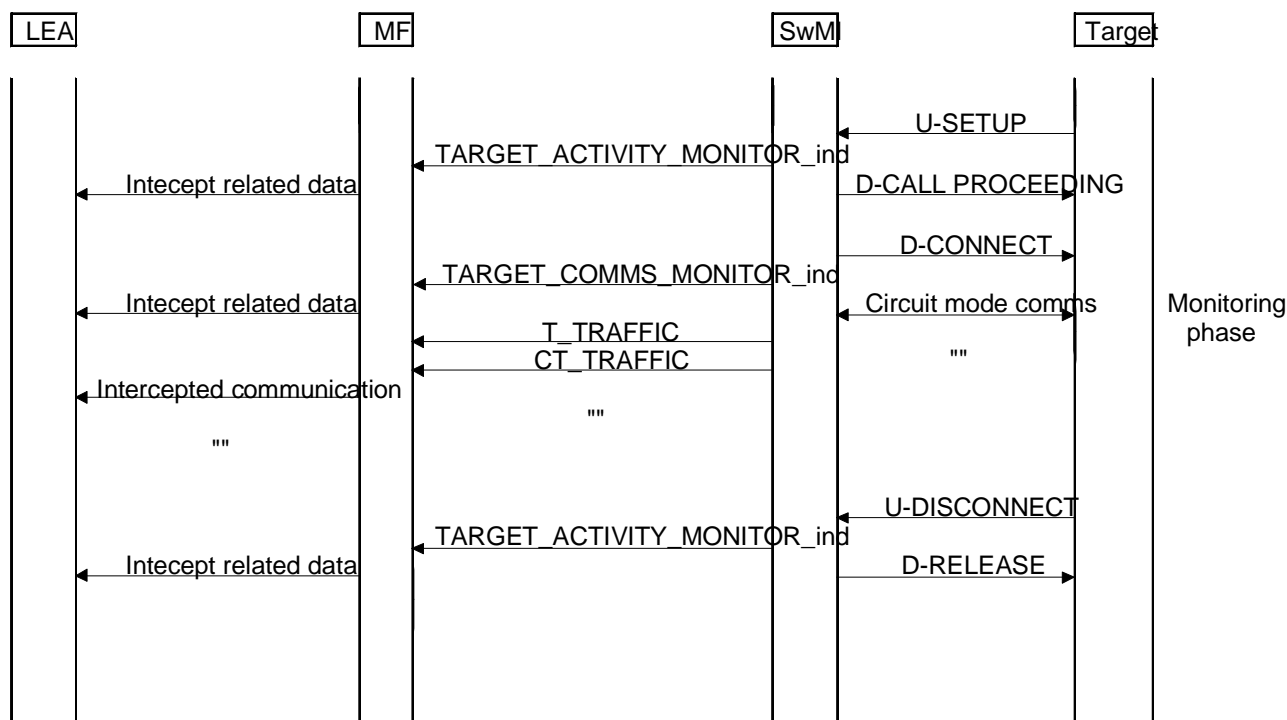 LEA
MF
SwMI
Target
U-SETUP
TARGET_ACTIVITY_MONITOR_ind
Intecept related data
D-CALL PROCEEDING
D-CONNECT
TARGET_COMMS_MONITOR_ind
Intecept related data
Circuit mode comms
Monitoring
phase
T_TRAFFIC
""
CT_TRAFFIC
Intercepted communication
""
""
U-DISCONNECT
TARGET_ACTIVITY_MONITOR_ind
Intecept related data
D-RELEASE